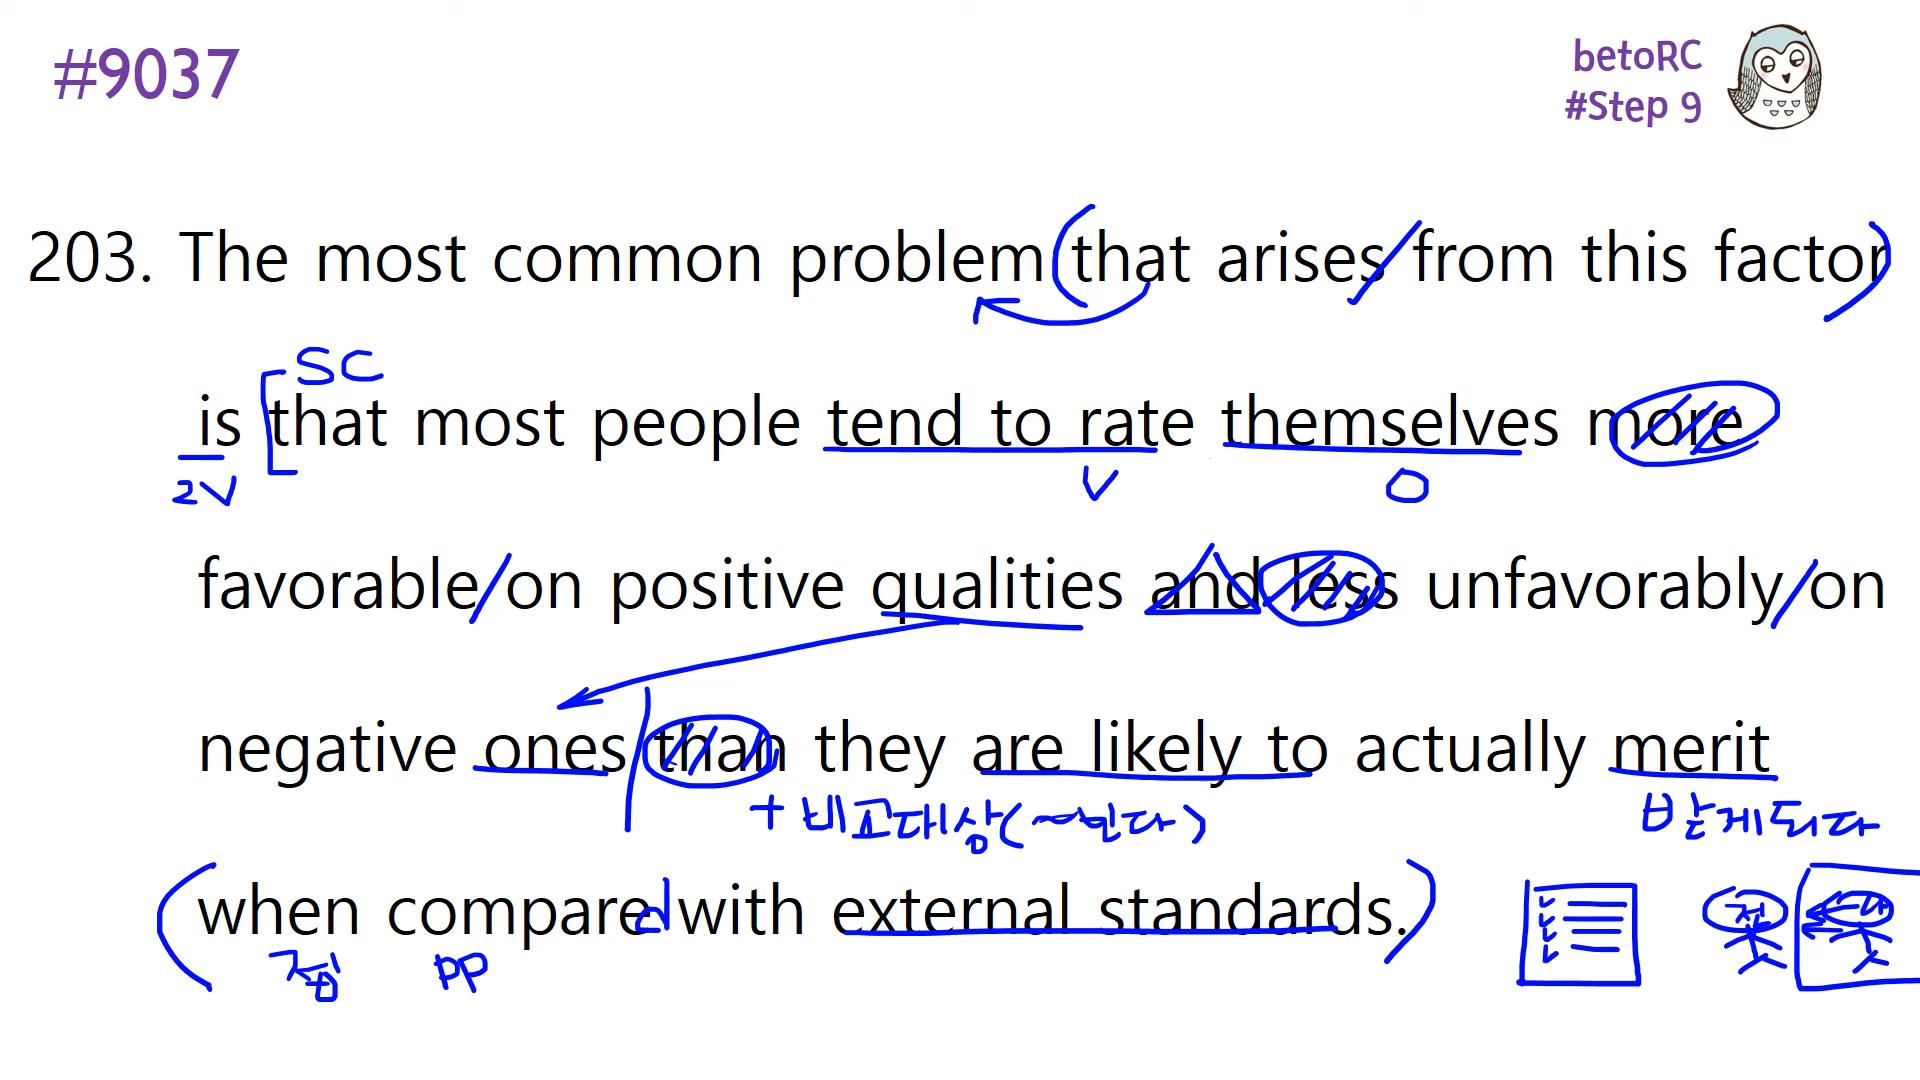 #9037
betoRC
#Step 9
203. The most common problem that arises from this factor
SC
is that most people tend to rate themselves more
2V V O
favorable on positive qualities and less unfavorably on
negative ones than they are likely to actually merit
+ 비교대상(~인다) 받게되다
when compared with external standards.
접 PP